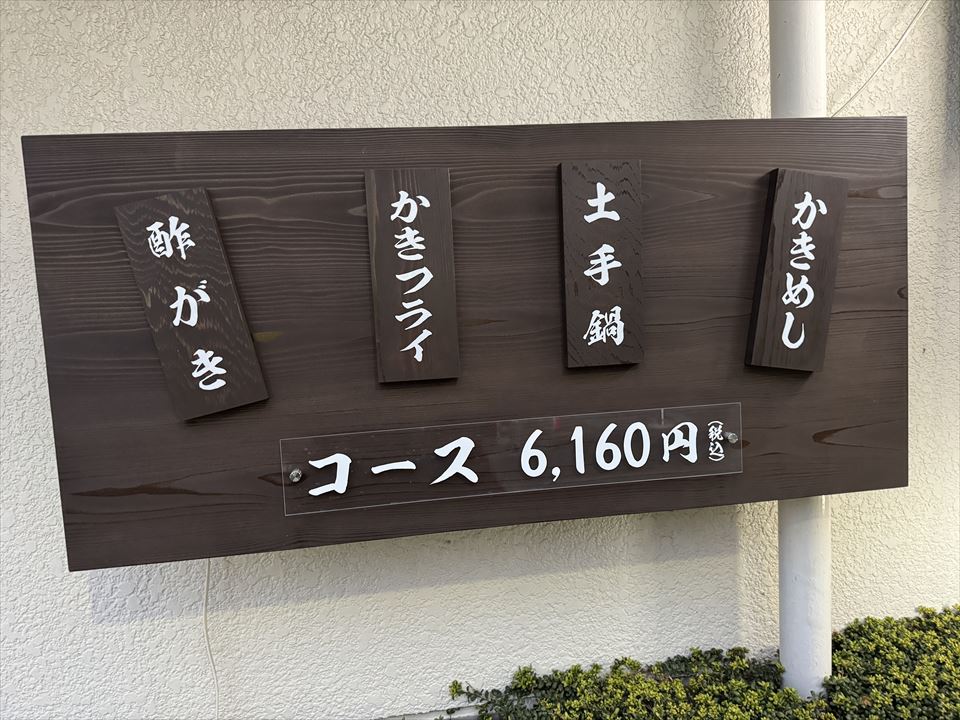 酢がき
かきフライ
土手鍋
かきめし
コース 6,160円(税込)